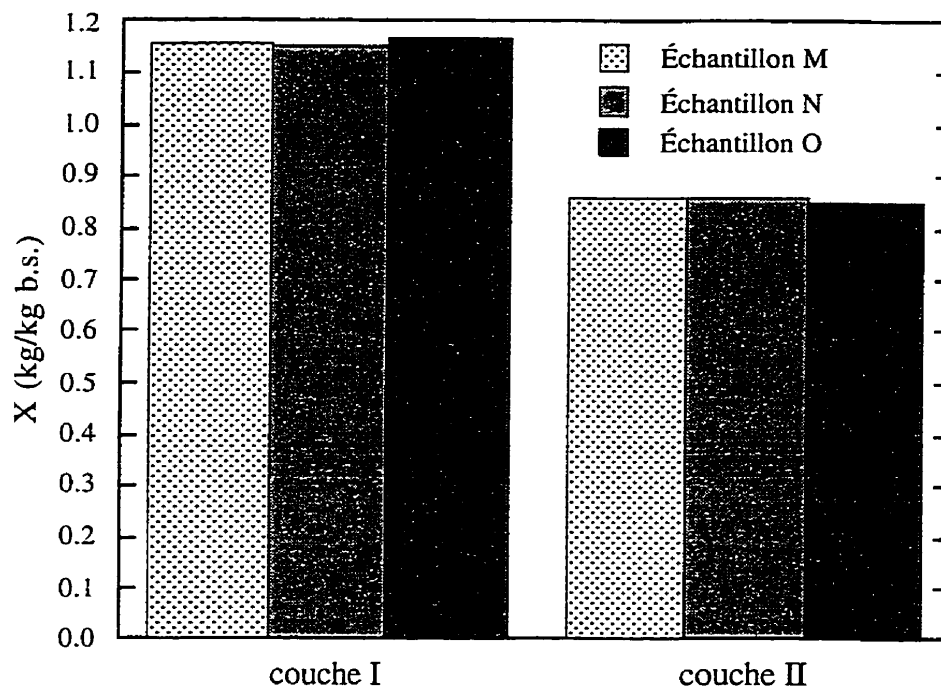 1.2
1.1
1.0
0.9
0.8
0.7
0.6
0.5
0.4
0.3
0.2
0.1
0.0
X (kg/kg b.s.)
Échantillon M
Échantillon N
Échantillon O
couche I
couche II